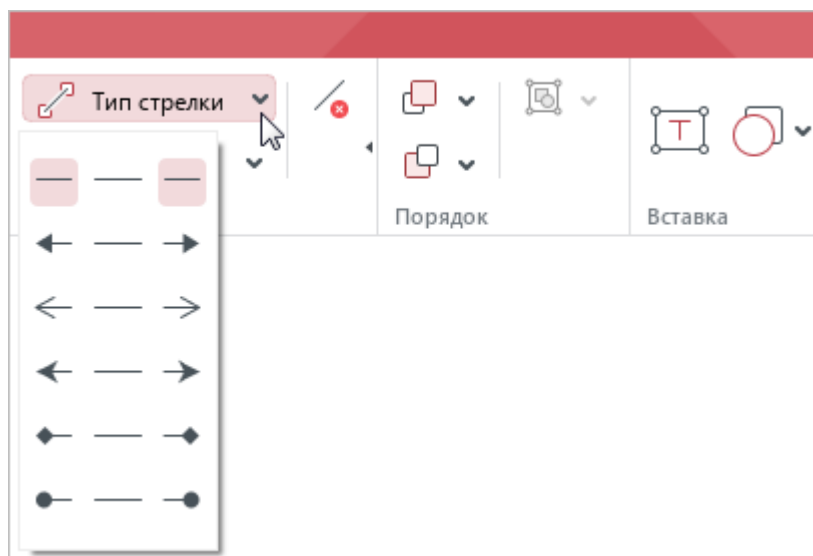 Тип стрелки
Порядок
Вставка